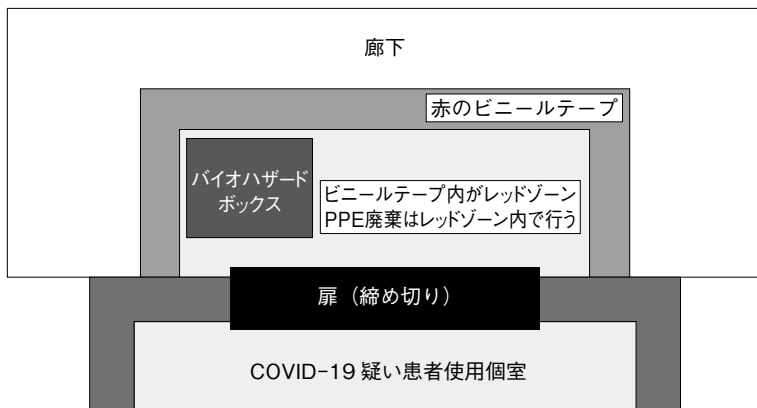 廊下
赤のビニールテープ
バイオハザード
ボックス
ビニールテープ内がレッドゾーン
PPE廃棄はレッドゾーン内で行う
扉（締め切り）
COVID-19 疑い患者使用個室